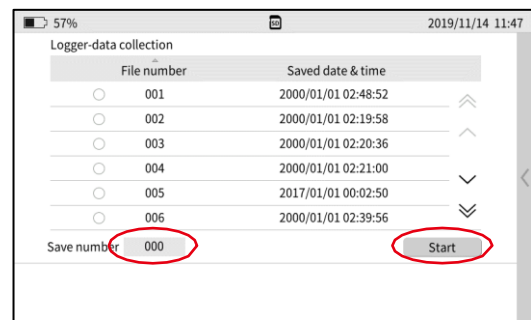 57% SD 2019/11/14 11:47
Logger-data collection
File number Saved date & time
001 2000/01/01 02:48:52
002 2000/01/01 02:19:58
003 2000/01/01 02:20:36
004 2000/01/01 02:21:00
005 2017/01/01 00:02:50
006 2000/01/01 02:39:56
Save number 000 Start